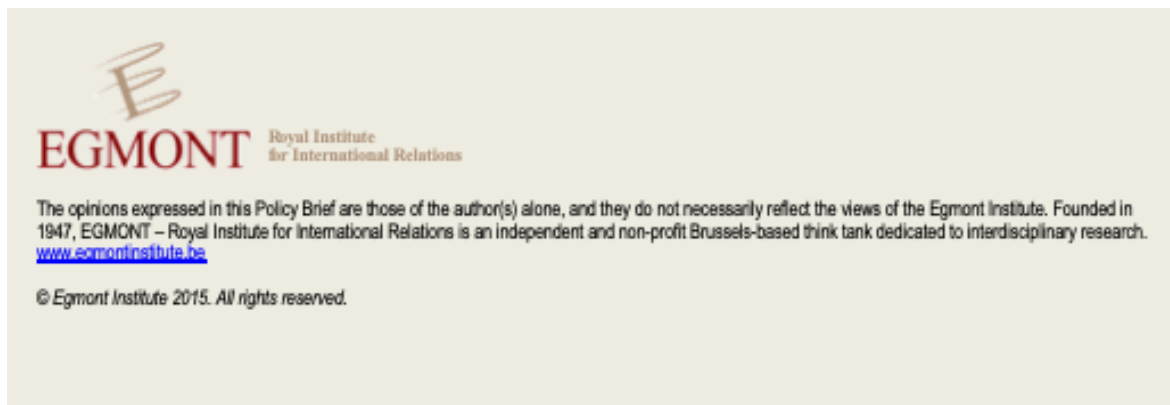 EGMONT Royal Institute
for International Relations
The opinions expressed in this Policy Brief are those of the author(s) alone, and they do not necessarily reflect the views of the Egmont Institute. Founded in
1947, EGMONT – Royal Institute for International Relations is an independent and non-profit Brussels-based think tank dedicated to interdisciplinary research.
www.egmontinstitute.be
© Egmont Institute 2015. All rights reserved.